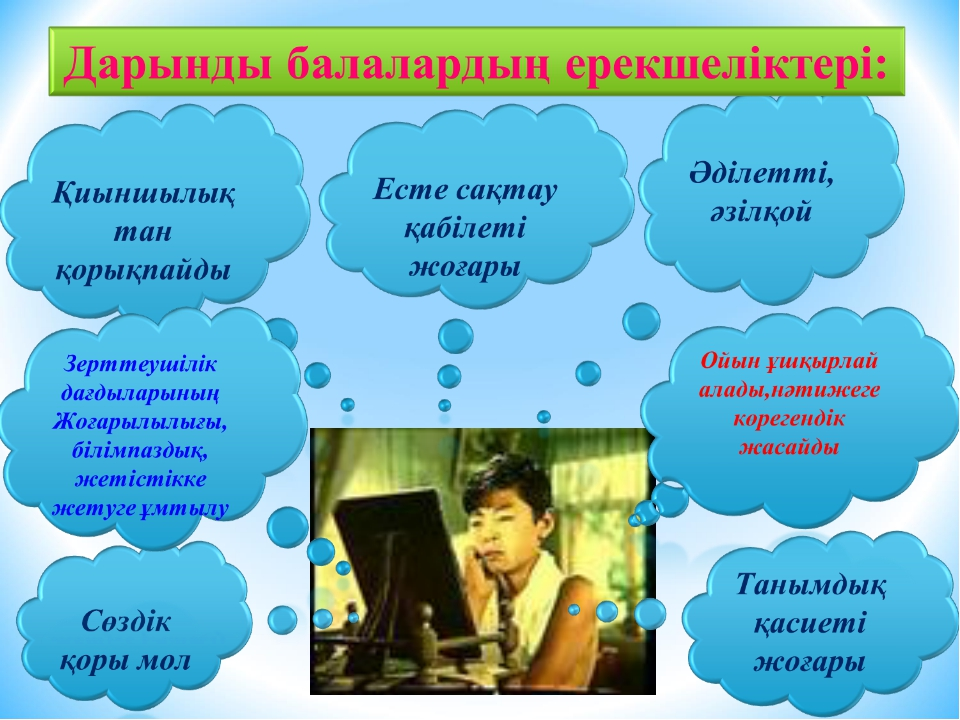 Дарынды балалардың ерекшеліктері:
Қиыншылық
тан
қорықпайды
Есте сақтау
қабілеті
жоғары
Әділетті,
әзілқой
Зерттеушілік
дағдыларының
Жоғарылылығы,
білімпаздық,
жетістікке
жетуге ұмтылу
Ойын ұшқырлай
алады,нәтижеге
көрегендік
жасайды
Сөздік
қоры мол
Танымдық
қасиеті
жоғары